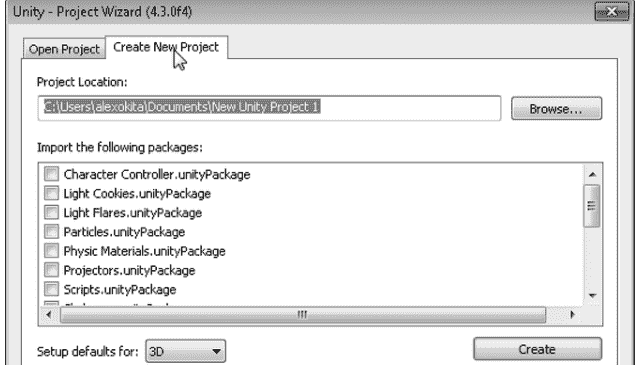 Unity - Project Wizard (4.3.0f4)
Open Project
Create New Project
Project Location:
C:\Users\alexokita\Documents\New Unity Project 1
Browse...
Import the following packages:
Character Controller.unityPackage
Light Cookies.unityPackage
Light Flares.unityPackage
Particles.unityPackage
Physic Materials.unityPackage
Projectors.unityPackage
Scripts.unityPackage
Setup defaults for: 3D
Create